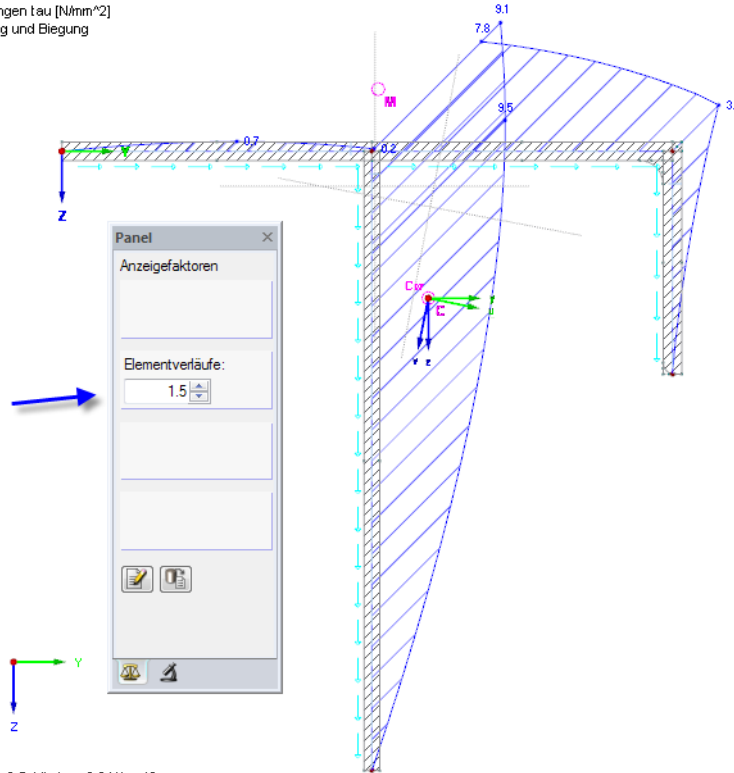 ngen tau [N/mm^2]
g und Biegung
9.1
7.8
3.
9.5
M
0.7
0.2
Y
Z
Panel
Anzeigefaktoren
Elementverläufe:
1.5
C
Y
Z